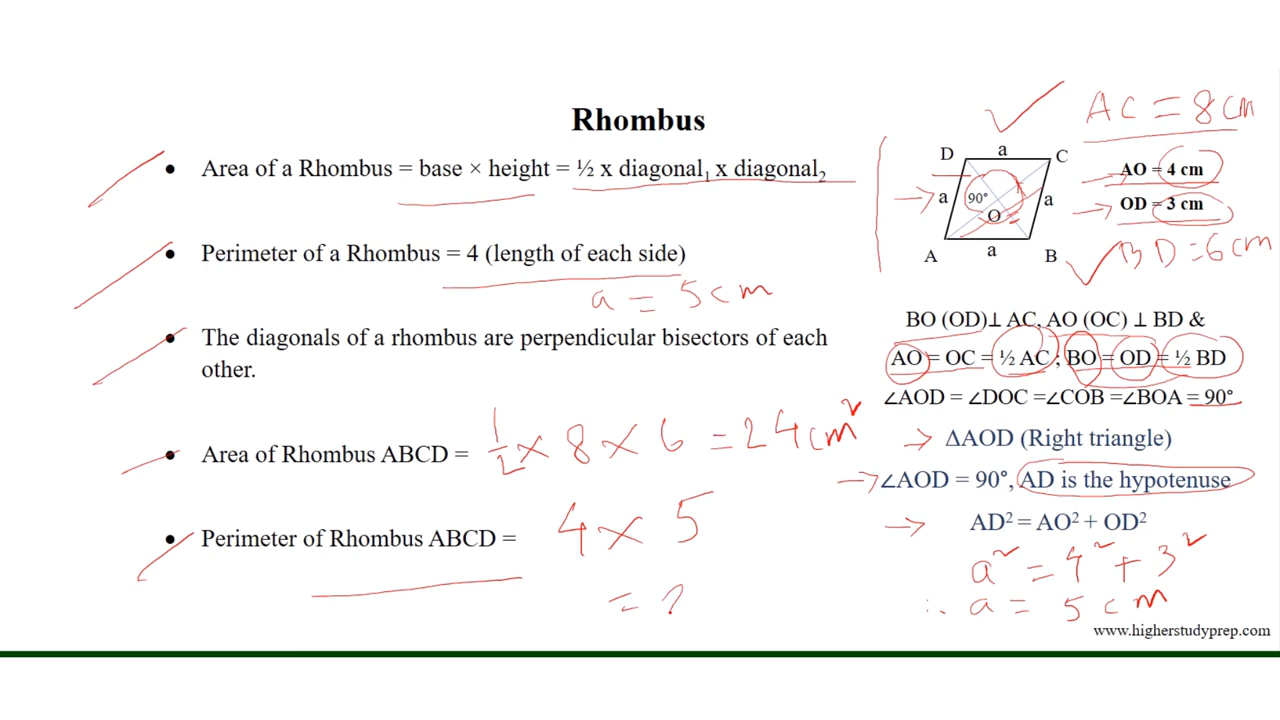 Rhombus
• Area of a Rhombus = base × height = ½ x diagonal₁ x diagonal₂
• Perimeter of a Rhombus = 4 (length of each side)
a = 5 cm
• The diagonals of a rhombus are perpendicular bisectors of each
other.
• Area of Rhombus ABCD = 1/2 × 8 × 6 = 24 cm²
• Perimeter of Rhombus ABCD = 4 × 5
=
AC = 8 cm
D a C
AO = 4 cm
a 90° a
OD = 3 cm
O
A a B
BD = 6 cm
BO (OD)⊥ AC, AO (OC) ⊥ BD &
AO = OC = ½ AC ; BO = OD = ½ BD
∠AOD = ∠DOC =∠COB =∠BOA = 90°
→ ΔAOD (Right triangle)
→ ∠AOD = 90°, AD is the hypotenuse
→ AD² = AO² + OD²
a² = 4² + 3²
∴ a = 5 cm
www.higherstudyprep.com